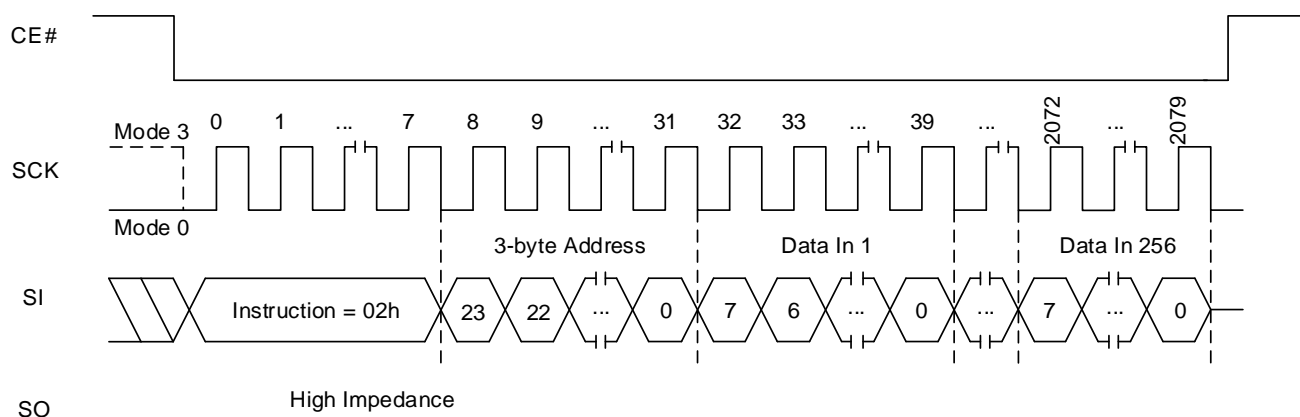 CE#
Mode 3
0 1 ... 7 8 9 ... 31 32 33 ... 39 ... 2072 ... 2079
SCK
Mode 0
3-byte Address Data In 1 Data In 256
SI
Instruction = 02h 23 22 ... 0 7 6 ... 0 ... 7 ... 0
High Impedance
SO